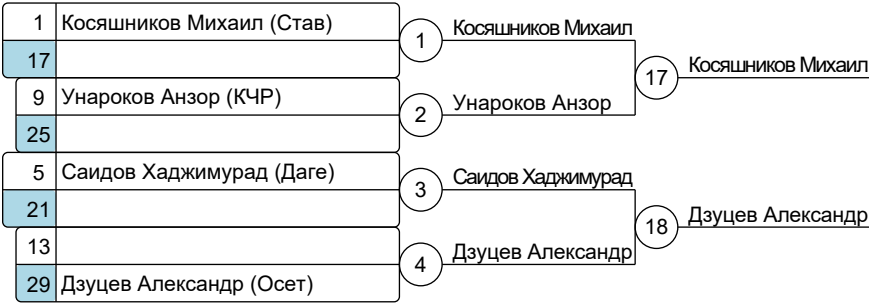 1 Косяшников Михаил (Став)
17
1
Косяшников Михаил
9 Унароков Анзор (КЧР)
25
2
Унароков Анзор
17
Косяшников Михаил
5 Саидов Хаджимурад (Даге)
21
3
Саидов Хаджимурад
13
29 Дзуцев Александр (Осет)
4
Дзуцев Александр
18
Дзуцев Александр